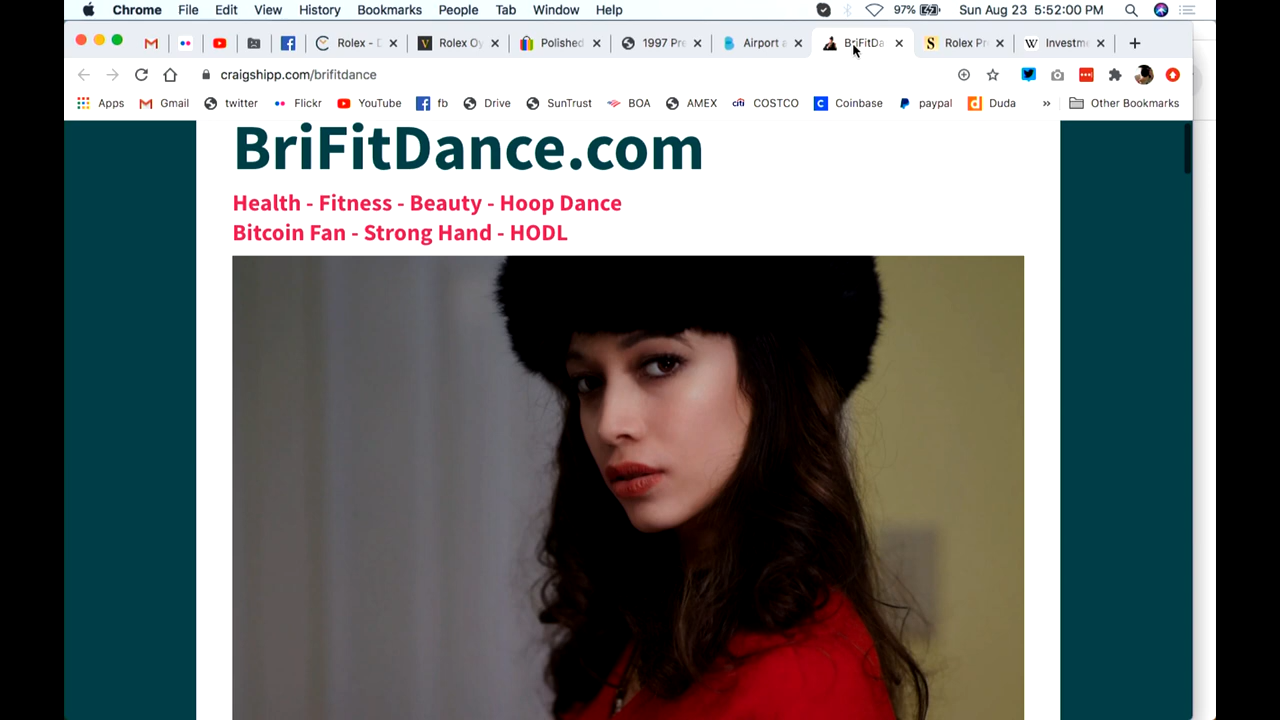 Chrome File Edit View History Bookmarks People Tab Window Help 97% Sun Aug 23 5:52:00 PM
Rolex - D Rolex Oy Polished 1997 Pre Airport a BriFitDa Rolex Pr Investm
craigshipp.com/brifitdance
Apps Gmail twitter Flickr YouTube fb Drive SunTrust BOA AMEX citi COSTCO Coinbase paypal Duda » Other Bookmarks
BriFitDance.com
Health - Fitness - Beauty - Hoop Dance
Bitcoin Fan - Strong Hand - HODL